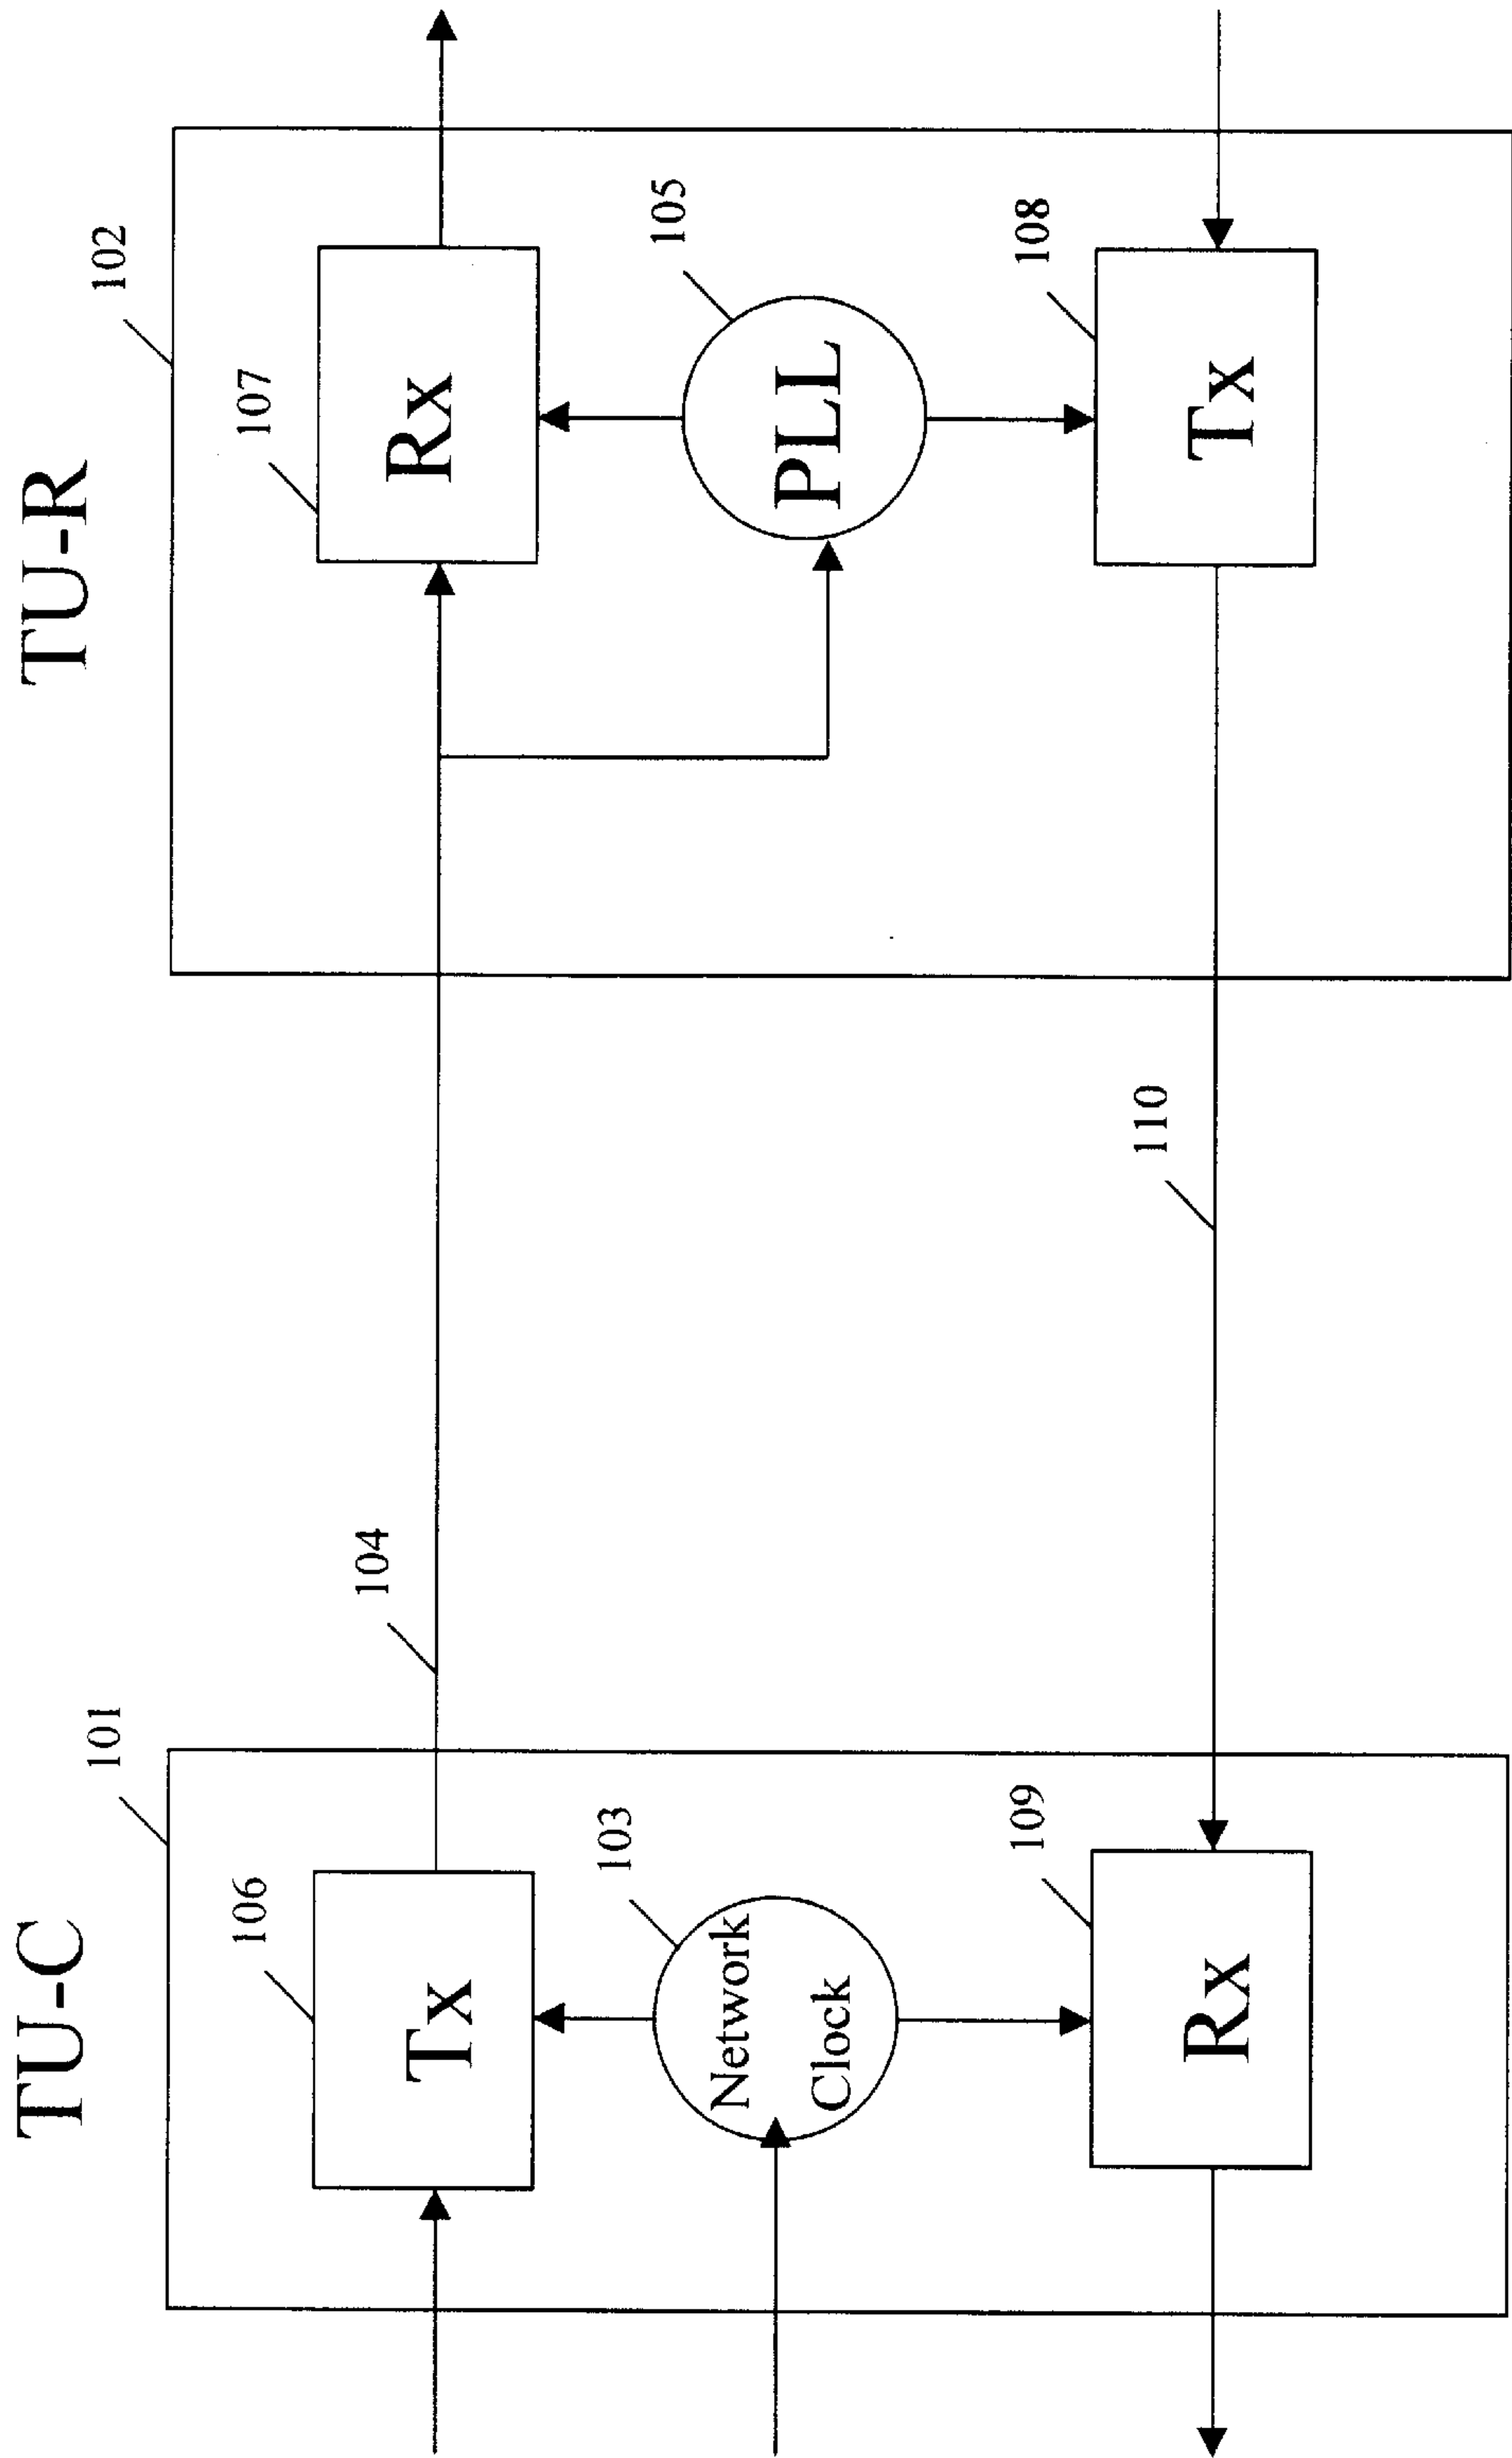 TU-C
TU-R
101
102
106
Tx
104
107
Rx
103
Network
Clock
105
PLL
109
Rx
110
108
Tx